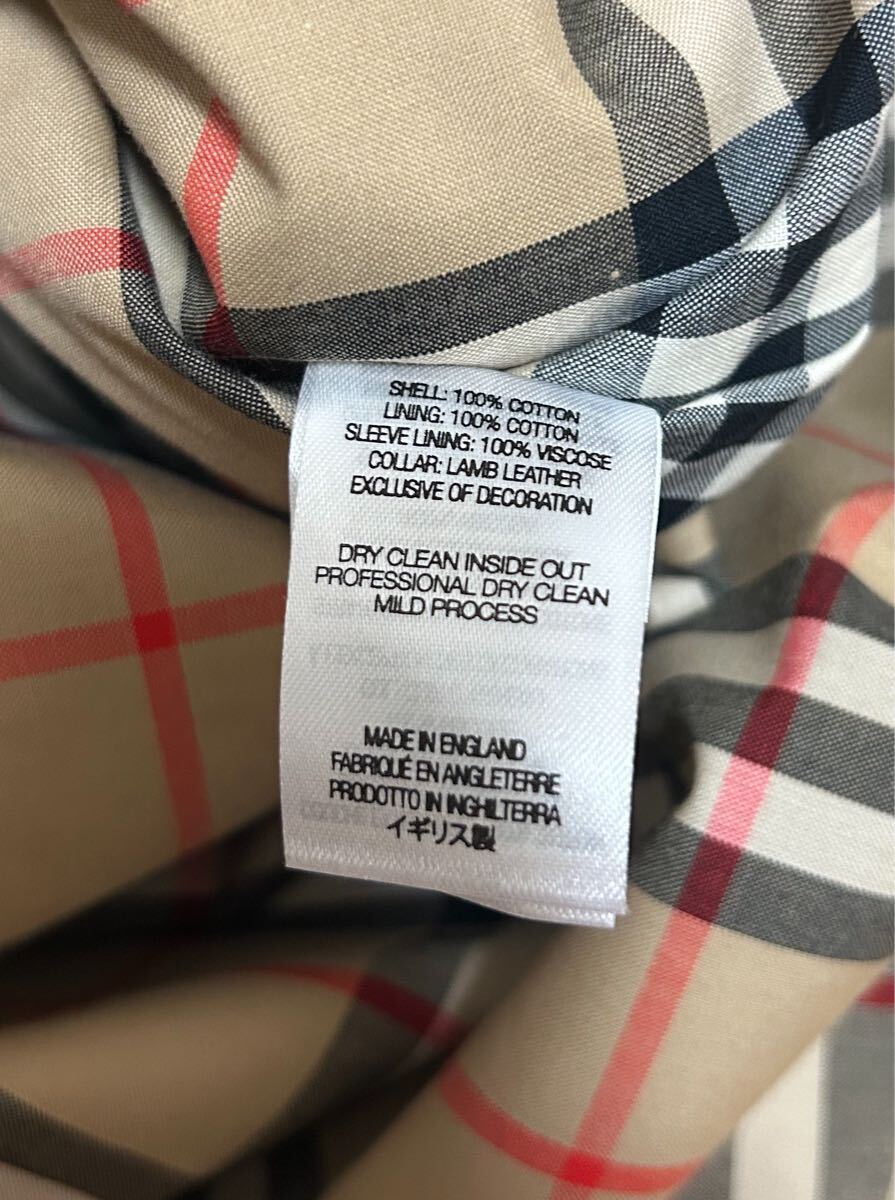 SHELL: 100% COTTON
LINING: 100% COTTON
SLEEVE LINING: 100% VISCOSE
COLLAR: LAMB LEATHER
EXCLUSIVE OF DECORATION
DRY CLEAN INSIDE OUT
PROFESSIONAL DRY CLEAN
MILD PROCESS
MADE IN ENGLAND
FABRIQUÉ EN ANGLETERRE
PRODOTTO IN INGHILTERRA
イギリス製